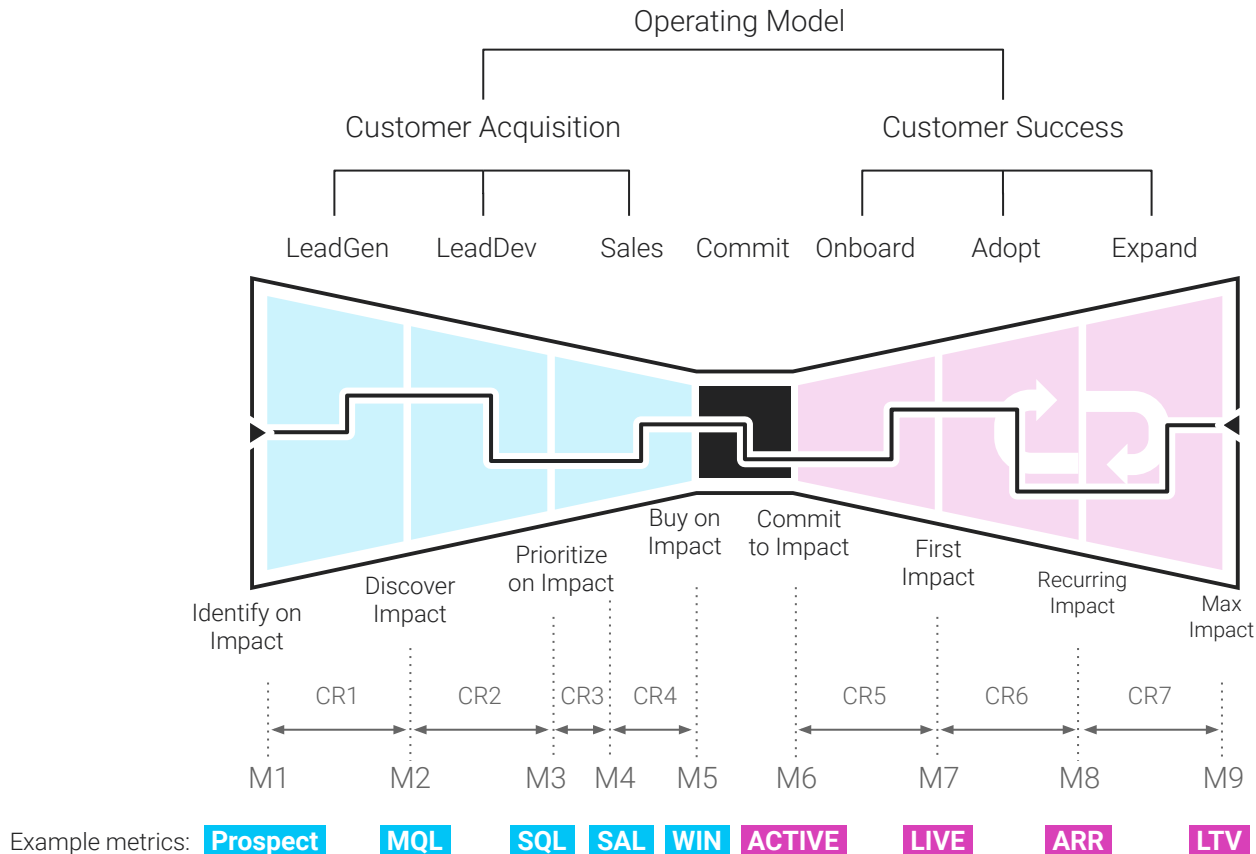 Operating Model
Customer Acquisition
Customer Success
LeadGen
LeadDev
Sales
Commit
Onboard
Adopt
Expand
Identify on
Impact
Discover
Impact
Prioritize
on Impact
Buy on
Impact
Commit
to Impact
First
Impact
Recurring
Impact
Max
Impact
CR1
CR2
CR3
CR4
CR5
CR6
CR7
M1
M2
M3
M4
M5
M6
M7
M8
M9
Example metrics: Prospect MQL SQL SAL WIN ACTIVE LIVE ARR LTV